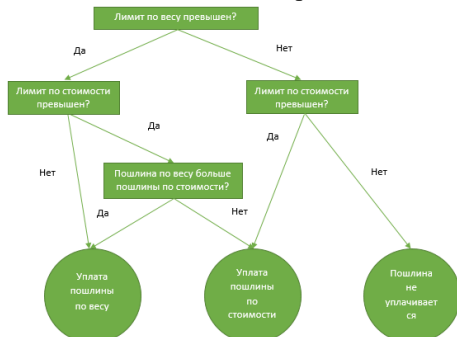 Лимит по весу превышен?
Да
Нет
Лимит по стоимости
превышен?
Лимит по стоимости
превышен?
Да
Да
Нет
Пошлина по весу больше
пошлины по стоимости?
Нет
Да
Нет
Уплата
пошлины
по весу
Уплата
пошлины
по
стоимости
Пошлина
не
уплачивает
ся